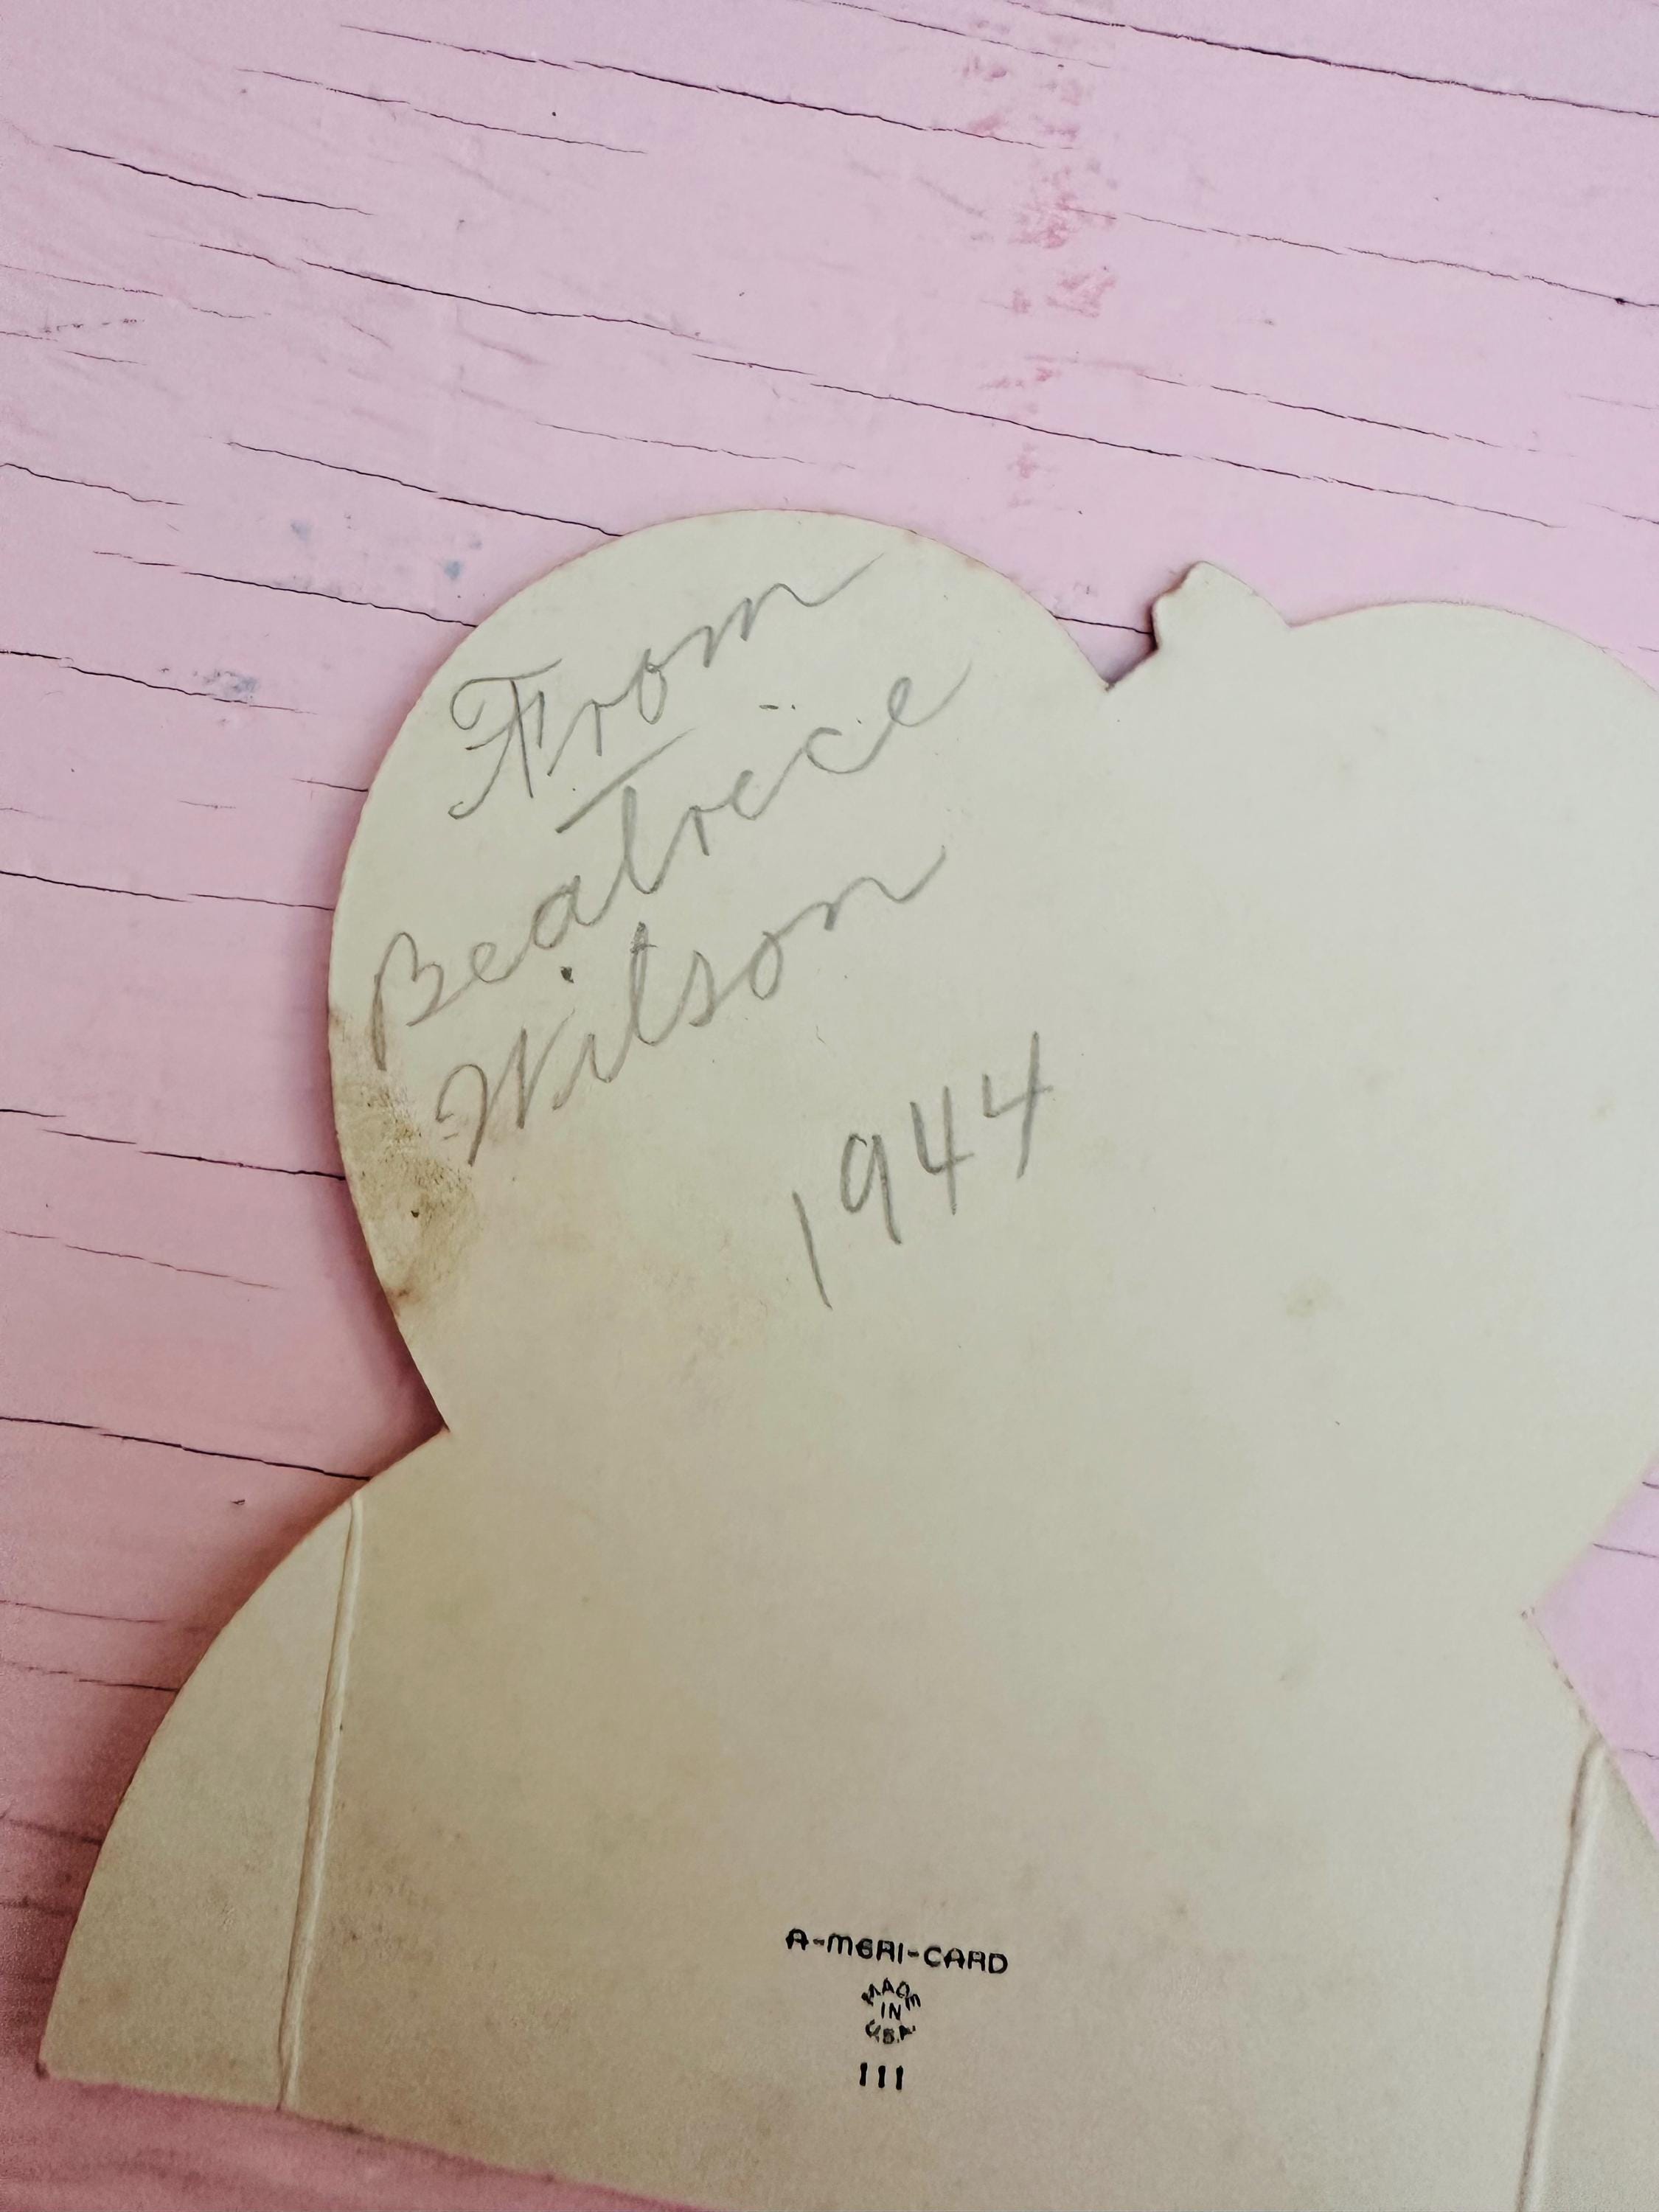 From
Beatrice
Wilson
1944
A-MERI-CARD
MADE
IN
U.S.A.
111